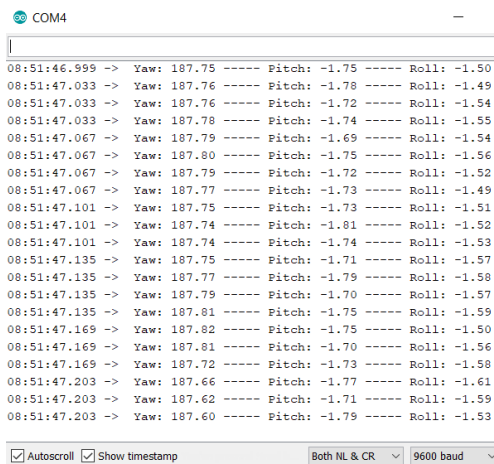 COM4
08:51:46.999 -> Yaw: 187.75 ----- Pitch: -1.75 ----- Roll: -1.50
08:51:47.033 -> Yaw: 187.76 ----- Pitch: -1.78 ----- Roll: -1.49
08:51:47.033 -> Yaw: 187.76 ----- Pitch: -1.72 ----- Roll: -1.54
08:51:47.033 -> Yaw: 187.78 ----- Pitch: -1.74 ----- Roll: -1.55
08:51:47.067 -> Yaw: 187.79 ----- Pitch: -1.69 ----- Roll: -1.54
08:51:47.067 -> Yaw: 187.80 ----- Pitch: -1.75 ----- Roll: -1.56
08:51:47.067 -> Yaw: 187.79 ----- Pitch: -1.72 ----- Roll: -1.52
08:51:47.067 -> Yaw: 187.77 ----- Pitch: -1.73 ----- Roll: -1.49
08:51:47.101 -> Yaw: 187.75 ----- Pitch: -1.73 ----- Roll: -1.51
08:51:47.101 -> Yaw: 187.74 ----- Pitch: -1.81 ----- Roll: -1.52
08:51:47.101 -> Yaw: 187.74 ----- Pitch: -1.74 ----- Roll: -1.53
08:51:47.135 -> Yaw: 187.75 ----- Pitch: -1.71 ----- Roll: -1.57
08:51:47.135 -> Yaw: 187.77 ----- Pitch: -1.79 ----- Roll: -1.58
08:51:47.135 -> Yaw: 187.79 ----- Pitch: -1.70 ----- Roll: -1.57
08:51:47.135 -> Yaw: 187.81 ----- Pitch: -1.75 ----- Roll: -1.59
08:51:47.169 -> Yaw: 187.82 ----- Pitch: -1.75 ----- Roll: -1.50
08:51:47.169 -> Yaw: 187.81 ----- Pitch: -1.70 ----- Roll: -1.56
08:51:47.169 -> Yaw: 187.72 ----- Pitch: -1.73 ----- Roll: -1.58
08:51:47.203 -> Yaw: 187.66 ----- Pitch: -1.77 ----- Roll: -1.61
08:51:47.203 -> Yaw: 187.62 ----- Pitch: -1.71 ----- Roll: -1.59
08:51:47.203 -> Yaw: 187.60 ----- Pitch: -1.79 ----- Roll: -1.53
Autoscroll Show timestamp Both NL & CR 9600 baud